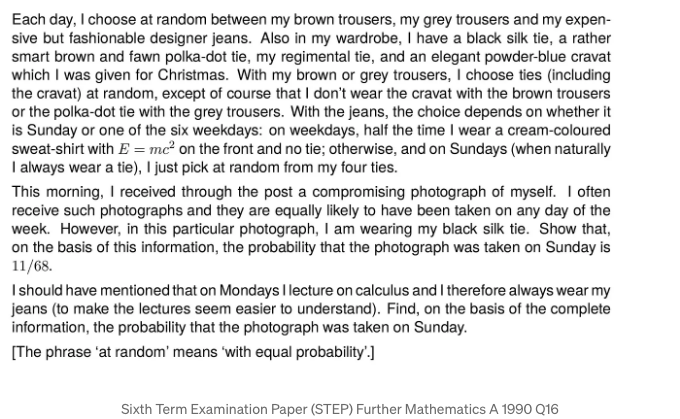 Each day, I choose at random between my brown trousers, my grey trousers and my expen-
sive but fashionable designer jeans. Also in my wardrobe, I have a black silk tie, a rather
smart brown and fawn polka-dot tie, my regimental tie, and an elegant powder-blue cravat
which I was given for Christmas. With my brown or grey trousers, I choose ties (including
the cravat) at random, except of course that I don't wear the cravat with the brown trousers
or the polka-dot tie with the grey trousers. With the jeans, the choice depends on whether it
is Sunday or one of the six weekdays: on weekdays, half the time I wear a cream-coloured
sweat-shirt with E = mc² on the front and no tie; otherwise, and on Sundays (when naturally
I always wear a tie), I just pick at random from my four ties.
This morning, I received through the post a compromising photograph of myself. I often
receive such photographs and they are equally likely to have been taken on any day of the
week. However, in this particular photograph, I am wearing my black silk tie. Show that,
on the basis of this information, the probability that the photograph was taken on Sunday is
11/68.
I should have mentioned that on Mondays I lecture on calculus and I therefore always wear my
jeans (to make the lectures seem easier to understand). Find, on the basis of the complete
information, the probability that the photograph was taken on Sunday.
[The phrase 'at random' means 'with equal probability'.]
Sixth Term Examination Paper (STEP) Further Mathematics A 1990 Q16